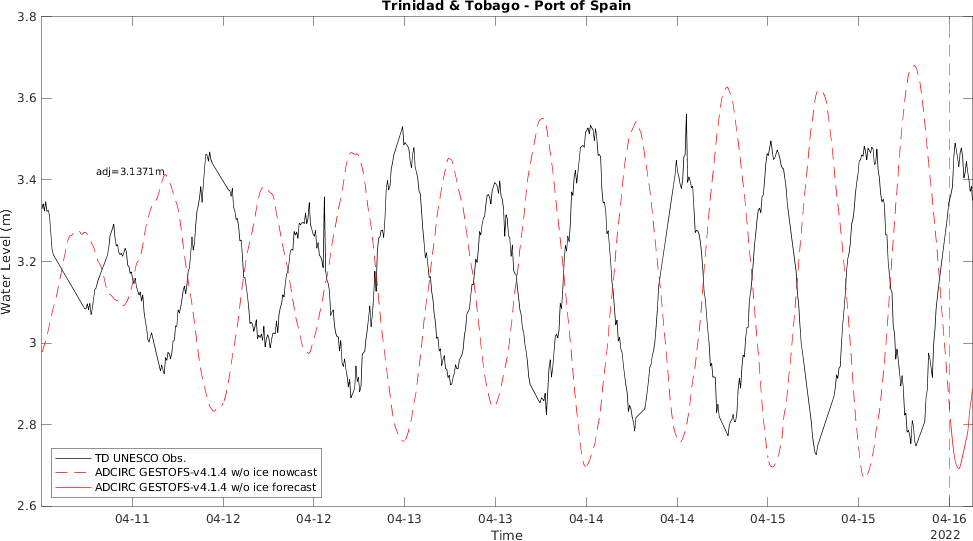 Trinidad & Tobago - Port of Spain
3.8
3.6
3.4
3.2
3
2.8
2.6
Water Level (m)
adj=3.1371m
TD UNESCO Obs.
ADCIRC GESTOFS-v4.1.4 w/o ice nowcast
ADCIRC GESTOFS-v4.1.4 w/o ice forecast
04-11 04-12 04-12 04-13 04-13 04-14 04-14 04-15 04-15 04-16
2022
Time